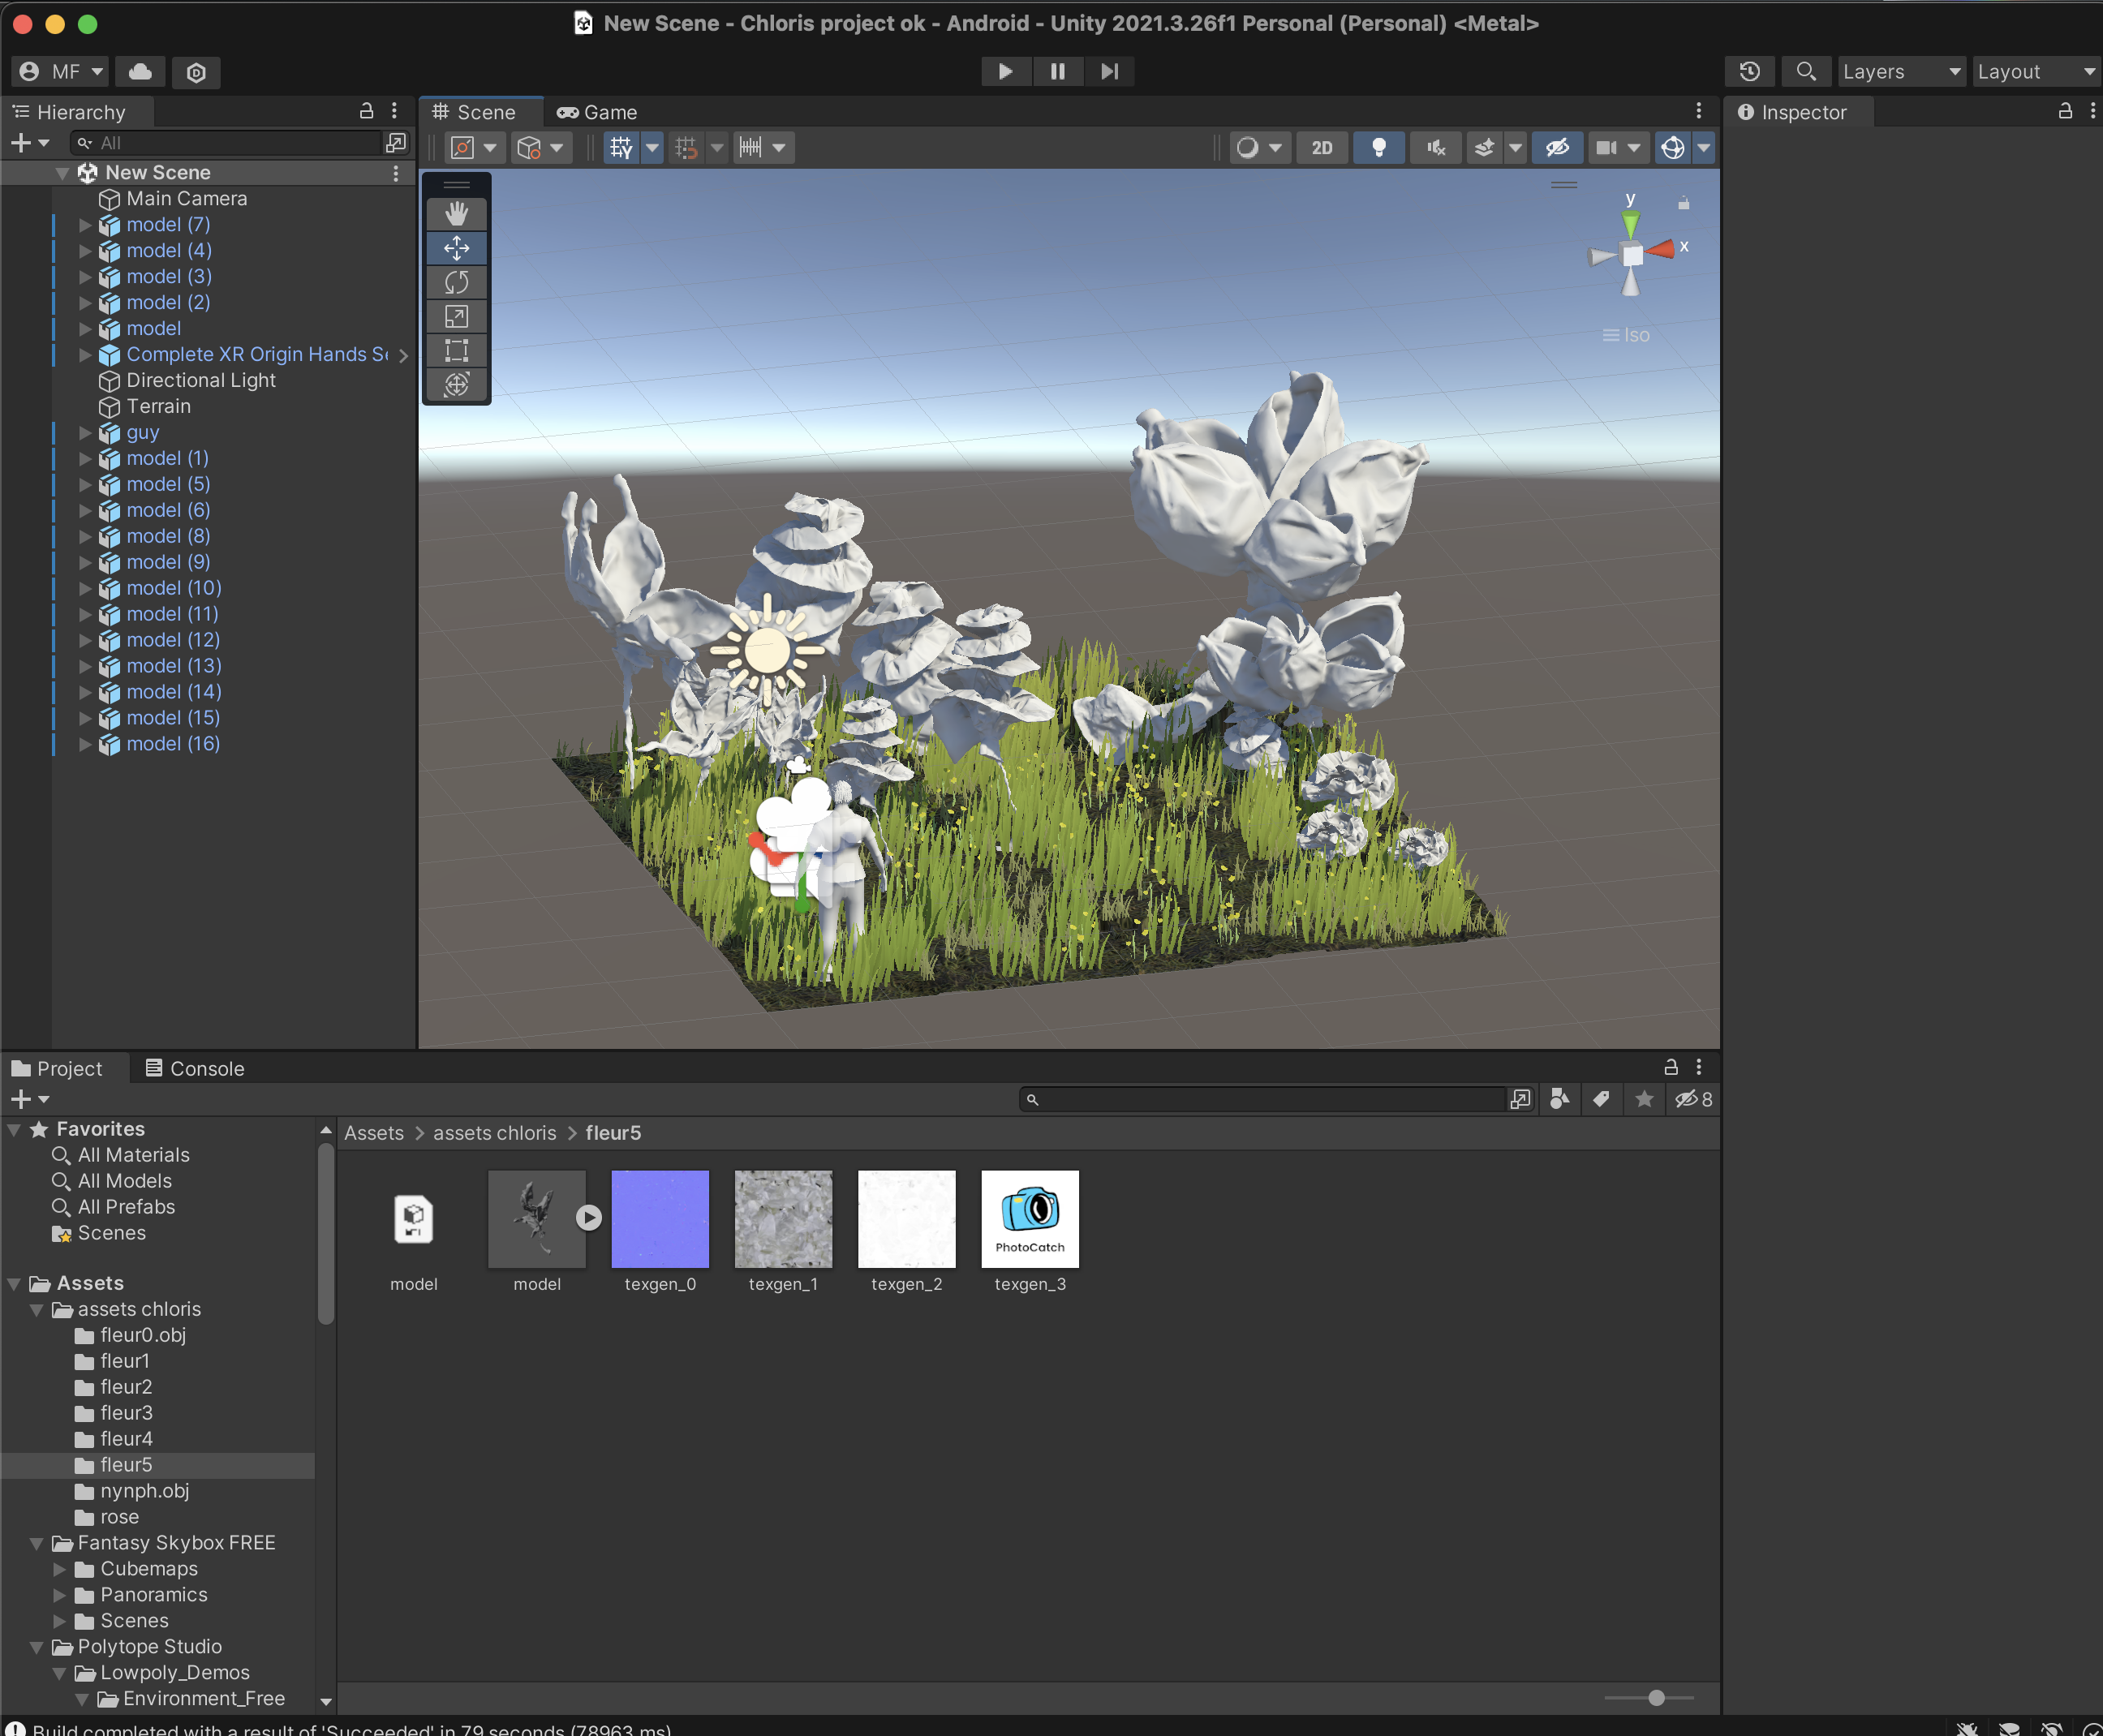 New Scene - Chloris project ok - Android - Unity 2021.3.26f1 Personal (Personal) <Metal>
MF
Layers
Layout
Hierarchy
All
New Scene
Main Camera
model (7)
model (4)
model (3)
model (2)
model
Complete XR Origin Hands Se
Directional Light
Terrain
guy
model (1)
model (5)
model (6)
model (8)
model (9)
model (10)
model (11)
model (12)
model (13)
model (14)
model (15)
model (16)
Scene
Game
2D
y
x
Iso
Inspector
Project
Console
8
Favorites
All Materials
All Models
All Prefabs
Scenes
Assets
assets chloris
fleur0.obj
fleur1
fleur2
fleur3
fleur4
fleur5
nynph.obj
rose
Fantasy Skybox FREE
Cubemaps
Panoramics
Scenes
Polytope Studio
Lowpoly_Demos
Environment_Free
Assets > assets chloris > fleur5
PhotoCatch
model
model
texgen_0
texgen_1
texgen_2
texgen_3
Build completed with a result of 'Succeeded' in 79 seconds (78963 ms)